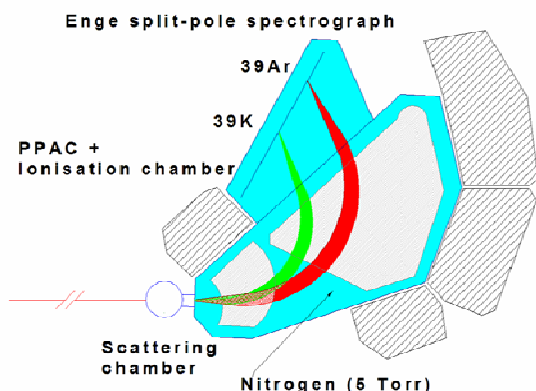 Enge split-pole spectrograph
39Ar
39K
PPAC +
Ionisation chamber
Scattering
chamber
Nitrogen (5 Torr)